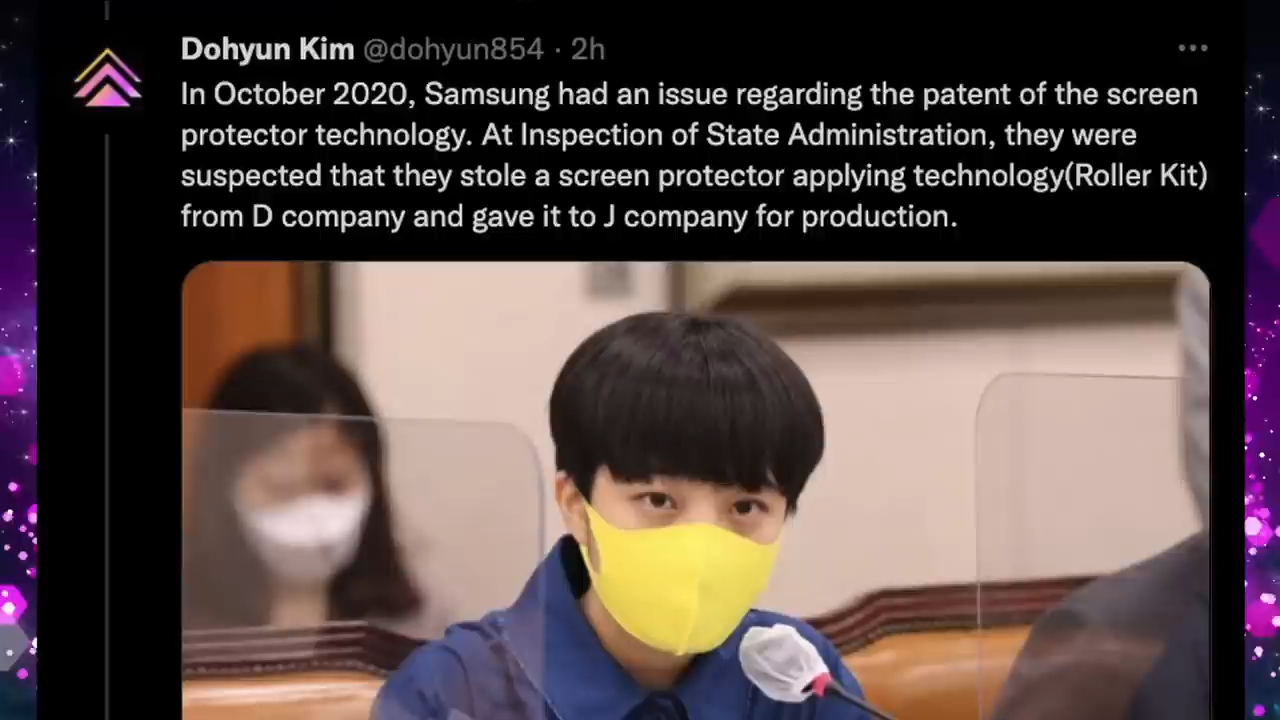 Dohyun Kim @dohyun854 · 2h
In October 2020, Samsung had an issue regarding the patent of the screen
protector technology. At Inspection of State Administration, they were
suspected that they stole a screen protector applying technology(Roller Kit)
from D company and gave it to J company for production.